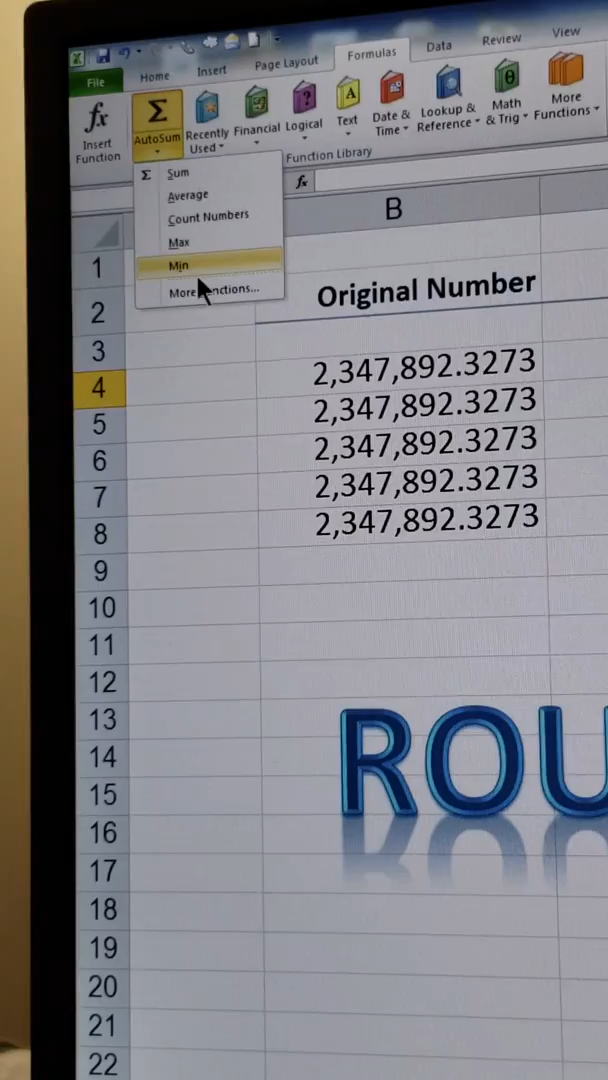 File Home Insert Page Layout Formulas Data Review View
fx Insert Function
Σ AutoSum
Recently Used
Financial
Logical
Text
Date & Time
Lookup & Reference
Math & Trig
More Functions
Function Library
Σ Sum
Average
Count Numbers
Max
Min
More
fx
B
1
2 Original Number
3 2,347,892.3273
4 2,347,892.3273
5 2,347,892.3273
6 2,347,892.3273
7 2,347,892.3273
8
9
10
11
12
13
14 ROU
15
16
17
18
19
20
21
22